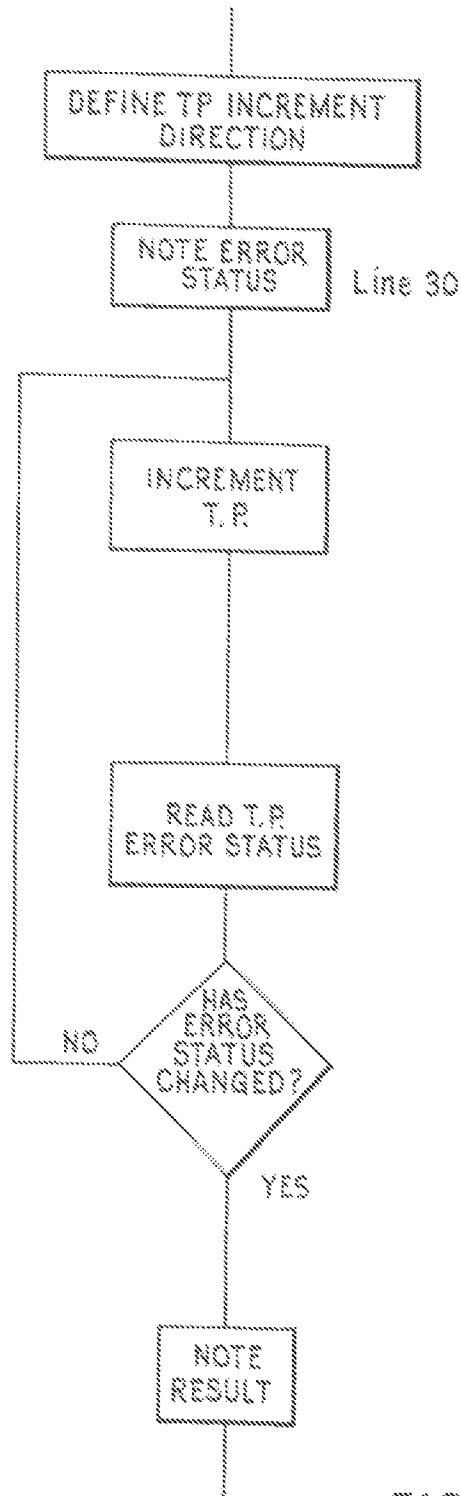 DEFINE TP INCREMENT
DIRECTION
NOTE ERROR
STATUS
Line 30
INCREMENT
T. P.
READ T. P.
ERROR STATUS
HAS
ERROR
STATUS
CHANGED?
NO
YES
NOTE
RESULT